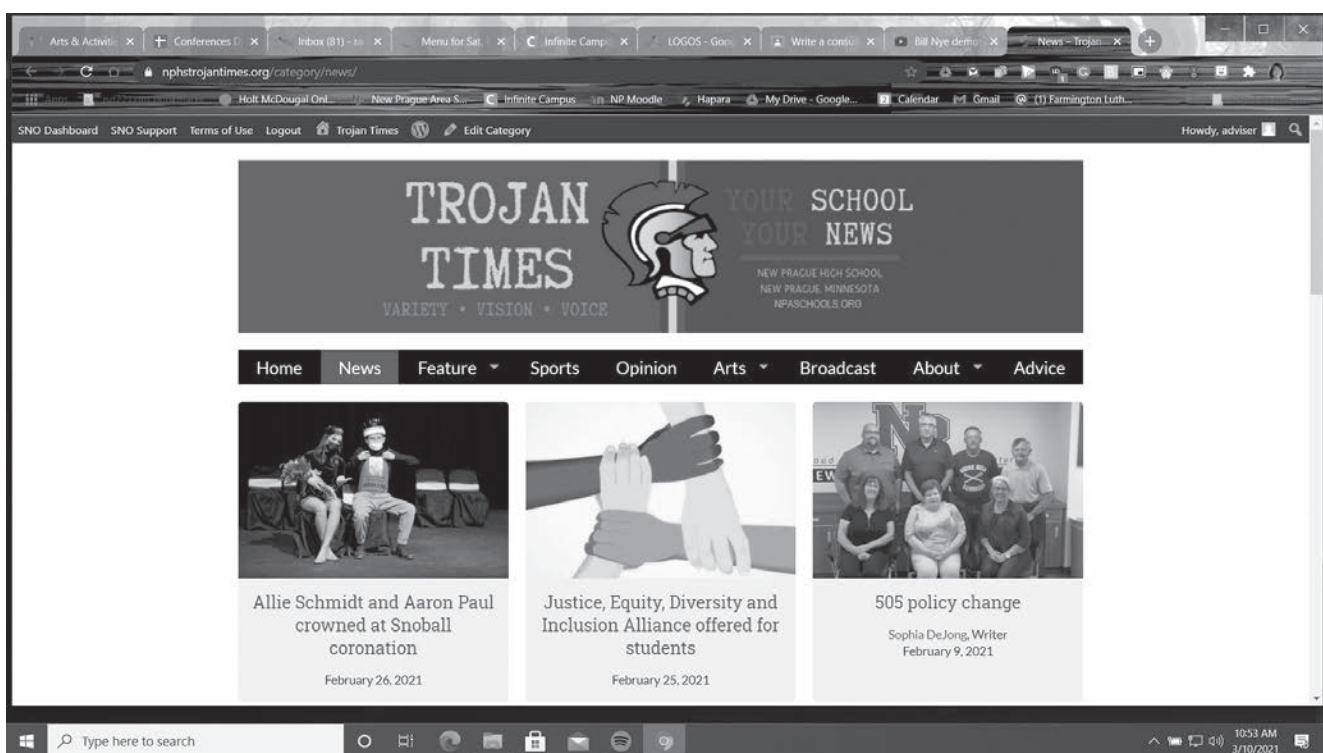 Arts & Activiti
Conferences D
Inbox (81) -
Menu for Sat
Infinite Camp
LOGOS - Goo
Write a
Bill Nye demo
News – Trojan
nphstrojantimes.org/category/news/
Apps
Holt McDougal Onl...
New Prague Area S...
Infinite Campus
NP Moodle
Hapara
My Drive - Google...
Calendar
Gmail
(1) Farmington Luth...
SNO Dashboard SNO Support Terms of Use Logout Trojan Times Edit Category Howdy, adviser
TROJAN
TIMES
VARIETY • VISION • VOICE
YOUR SCHOOL
YOUR NEWS
NEW PRAGUE HIGH SCHOOL
NEW PRAGUE, MINNESOTA
NPASCHOOLS.ORG
Home News Feature Sports Opinion Arts Broadcast About Advice
NP
Allie Schmidt and Aaron Paul
crowned at Snoball
coronation
February 26, 2021
Justice, Equity, Diversity and
Inclusion Alliance offered for
students
February 25, 2021
505 policy change
Sophia DeJong, Writer
February 9, 2021
Type here to search
10:53 AM
3/10/2021